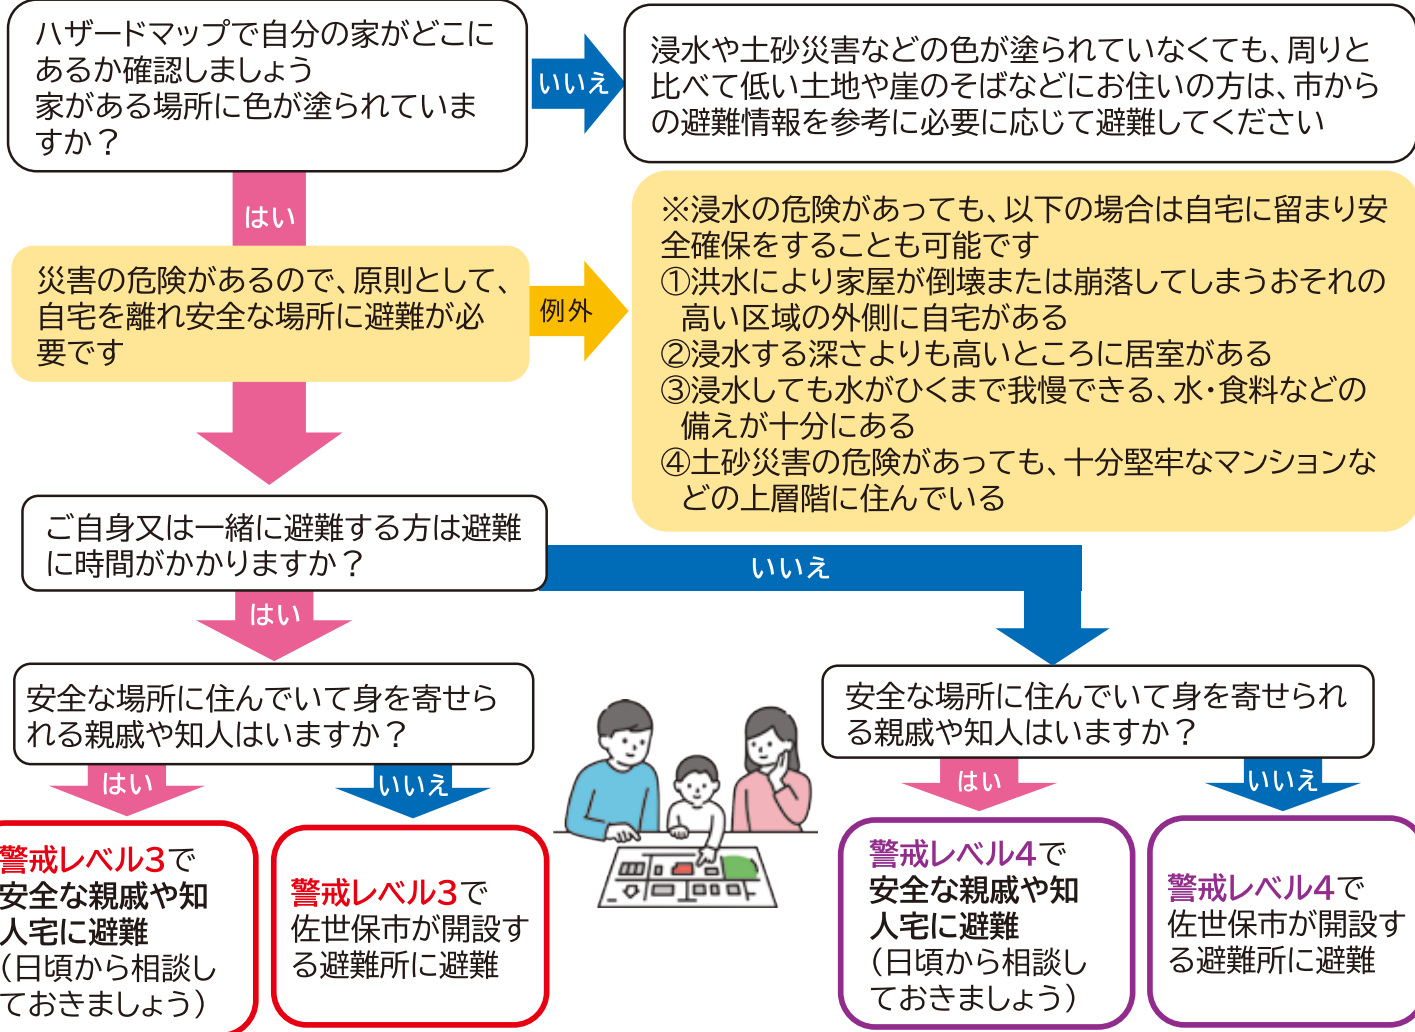 ハザードマップで自分の家がどこに
あるか確認しましょう
家がある場所に色が塗られていま
すか？
いいえ
浸水や土砂災害などの色が塗られていなくても、周りと
比べて低い土地や崖のそばなどにお住いの方は、市から
の避難情報を参考に必要に応じて避難してください
はい
災害の危険があるので、原則として、
自宅を離れ安全な場所に避難が必
要です
例外
※浸水の危険があっても、以下の場合は自宅に留まり安
全確保をすることも可能です
①洪水により家屋が倒壊または崩落してしまうおそれの
高い区域の外側に自宅がある
②浸水する深さよりも高いところに居室がある
③浸水しても水がひくまで我慢できる、水・食料などの
備えが十分にある
④土砂災害の危険があっても、十分堅牢なマンションな
どの上層階に住んでいる
ご自身又は一緒に避難する方は避難
に時間がかかりますか？
いいえ
はい
安全な場所に住んでいて身を寄せら
れる親戚や知人はいますか？
安全な場所に住んでいて身を寄せられ
る親戚や知人はいますか？
はい
いいえ
はい
いいえ
警戒レベル3で
安全な親戚や知
人宅に避難
（日頃から相談し
ておきましょう）
警戒レベル3で
佐世保市が開設す
る避難所に避難
警戒レベル4で
安全な親戚や知
人宅に避難
（日頃から相談し
ておきましょう）
警戒レベル4で
佐世保市が開設す
る避難所に避難